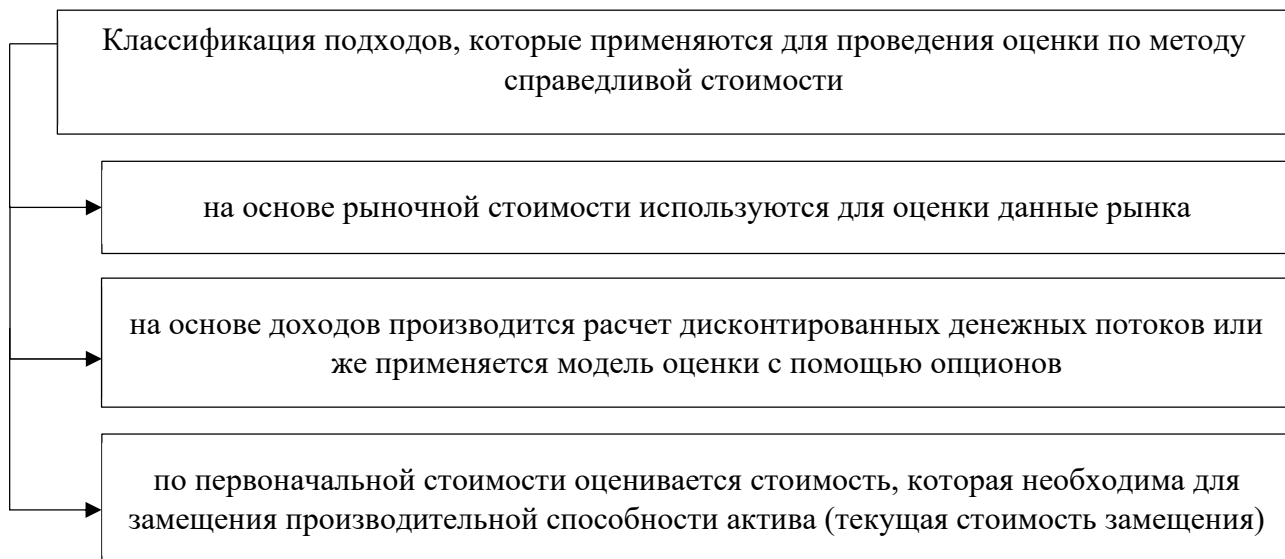 Классификация подходов, которые применяются для проведения оценки по методу
справедливой стоимости
на основе рыночной стоимости используются для оценки данные рынка
на основе доходов производится расчет дисконтированных денежных потоков или
же применяется модель оценки с помощью опционов
по первоначальной стоимости оценивается стоимость, которая необходима для
замещения производительной способности актива (текущая стоимость замещения)